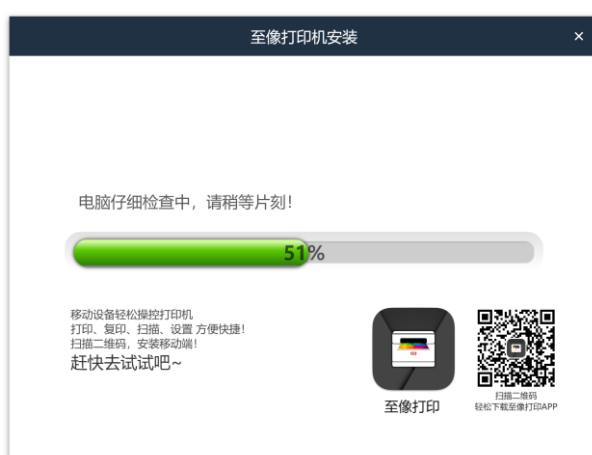 至像打印机安装
×
电脑仔细检查中，请稍等片刻！
51%
移动设备轻松操控打印机
打印、复印、扫描、设置 方便快捷！
扫描二维码，安装移动端！
赶快去试试吧~
至像打印
扫描二维码
轻松下载至像打印APP